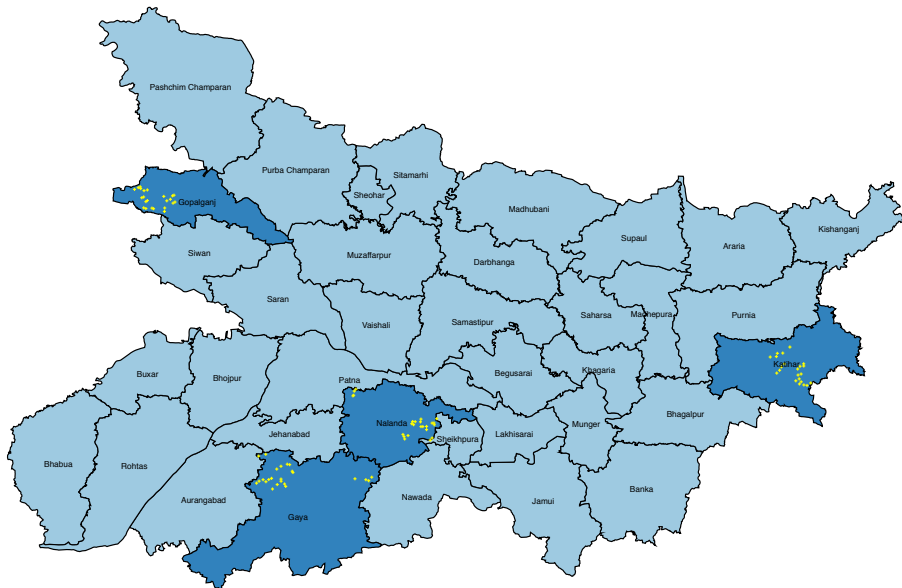 Pashchim Champaran
Purba Champaran
Sitamarhi
Sheohar
Gopalganj
Madhubani
Kishanganj
Supaul
Araria
Siwan
Muzaffarpur
Darbhanga
Saran
Vaishali
Samastipur
Saharsa
Madhepura
Purnia
Buxar
Bhojpur
Patna
Begusarai
Khagaria
Katihar
Nalanda
Jehanabad
Sheikhpura
Lakhisarai
Munger
Bhagalpur
Bhabua
Rohtas
Aurangabad
Gaya
Nawada
Jamui
Banka